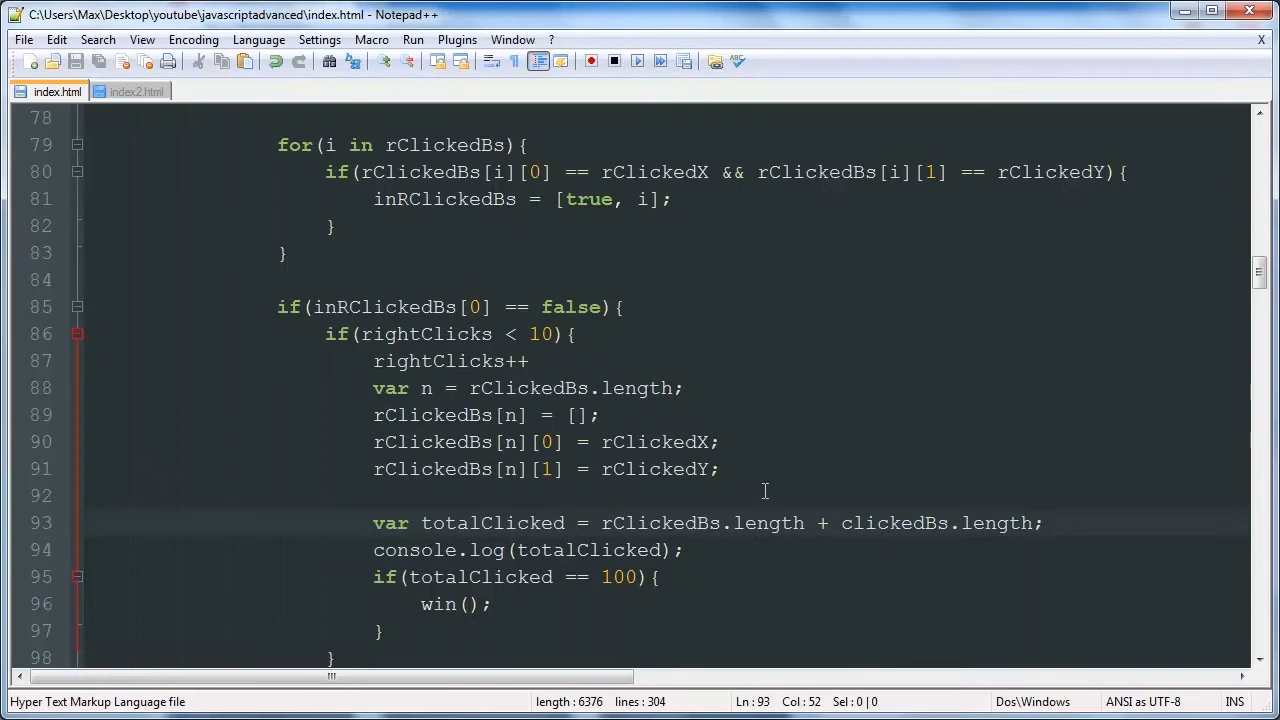 C:\Users\Max\Desktop\youtube\javascriptadvanced\index.html - Notepad++
File Edit Search View Encoding Language Settings Macro Run Plugins Window ? X
index.html index2.html
78
79 for(i in rClickedBs){
80 if(rClickedBs[i][0] == rClickedX && rClickedBs[i][1] == rClickedY){
81 inRClickedBs = [true, i];
82 }
83 }
84
85 if(inRClickedBs[0] == false){
86 if(rightClicks < 10){
87 rightClicks++
88 var n = rClickedBs.length;
89 rClickedBs[n] = [];
90 rClickedBs[n][0] = rClickedX;
91 rClickedBs[n][1] = rClickedY;
92
93 var totalClicked = rClickedBs.length + clickedBs.length;
94 console.log(totalClicked);
95 if(totalClicked == 100){
96 win();
97 }
98 }
Hyper Text Markup Language file length : 6376 lines : 304 Ln : 93 Col : 52 Sel : 0 | 0 Dos\Windows ANSI as UTF-8 INS